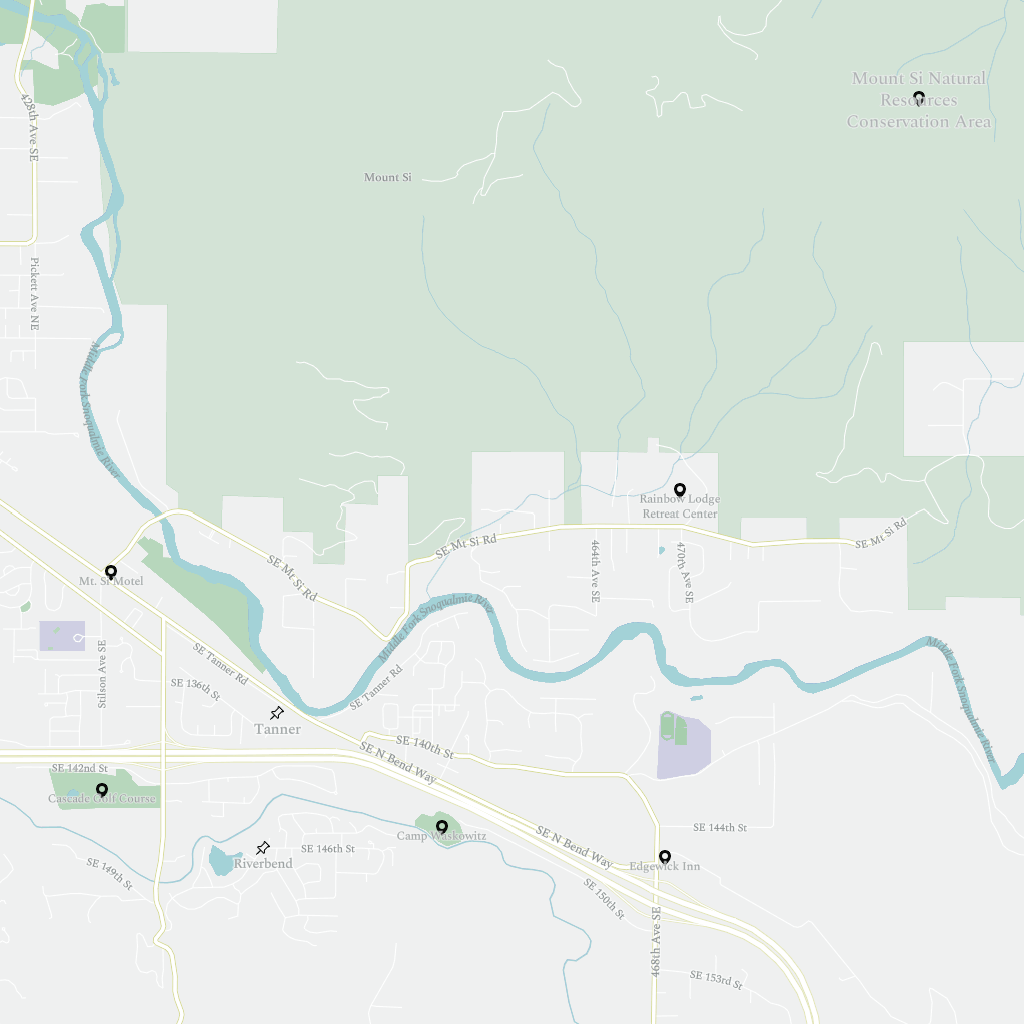 Mount Si Natural
Resources
Conservation Area
428th Ave SE
Mount Si
Pickett Ave NE
Middle Fork Snoqualmie River
Rainbow Lodge
Retreat Center
SE Mt Si Rd
SE Mt Si Rd
464th Ave SE
470th Ave SE
Mt. Si Motel
SE Mt Si Rd
Middle Fork Snoqualmie River
Stilson Ave SE
SE Tanner Rd
SE 136th St
SE Tanner Rd
Middle Fork Snoqualmie River
Tanner
SE 140th St
SE N Bend Way
SE 142nd St
Cascade Golf Course
Camp Waskowitz
SE 144th St
SE 146th St
SE N Bend Way
Riverbend
Edgewick Inn
SE 149th St
SE 150th St
468th Ave SE
SE 153rd St